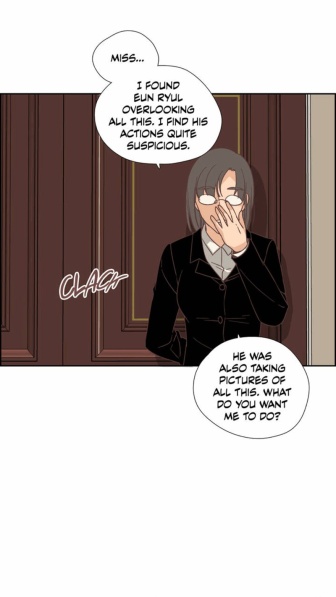 MISS...
I FOUND
EUN RYUL
OVERLOOKING
ALL THIS. I FIND HIS
ACTIONS QUITE
SUSPICIOUS.
CLACK
HE WAS
ALSO TAKING
PICTURES OF
ALL THIS. WHAT
DO YOU WANT
ME TO DO?